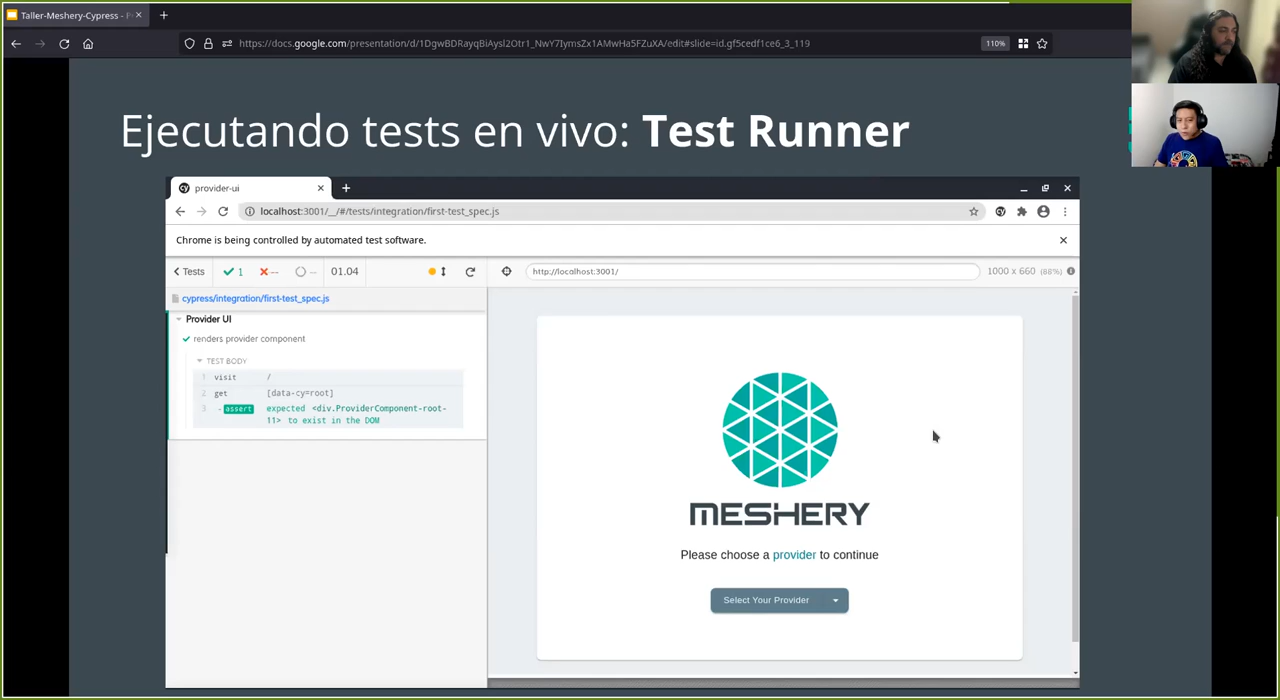 Taller-Meshery-Cypress - P
https://docs.google.com/presentation/d/1DgwBDRayqBiAysl2Otr1_NwY7IymsZx1AMwHa5FZuXA/edit#slide=id.gf5cedf1ce6_3_119
110%
Ejecutando tests en vivo: Test Runner
provider-ui
localhost:3001/__/#/tests/integration/first-test_spec.js
Chrome is being controlled by automated test software.
Tests 1 -- -- 01.04
http://localhost:3001/
1000 x 660 (88%)
cypress/integration/first-test_spec.js
Provider UI
renders provider component
TEST BODY
1 visit /
2 get [data-cy=root]
3 -assert expected <div.ProviderComponent-root-
11> to exist in the DOM
MESHERY
Please choose a provider to continue
Select Your Provider